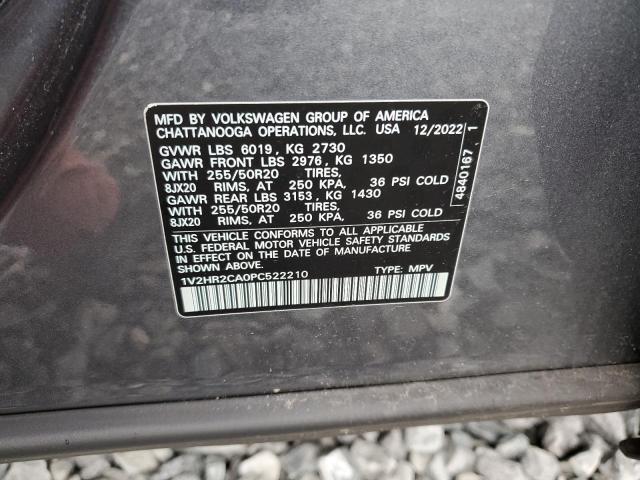 MFD BY VOLKSWAGEN GROUP OF AMERICA
CHATTANOOGA OPERATIONS, LLC. USA 12/2022
GVWR LBS 6019, KG 2730
GAWR FRONT LBS 2976, KG 1350
WITH 255/50R20 TIRES,
8JX20 RIMS, AT 250 KPA, 36 PSI COLD
GAWR REAR LBS 3153, KG 1430
WITH 255/50R20 TIRES,
8JX20 RIMS, AT 250 KPA, 36 PSI COLD
THIS VEHICLE CONFORMS TO ALL APPLICABLE
U.S. FEDERAL MOTOR VEHICLE SAFETY STANDARDS
IN EFFECT ON THE DATE OF MANUFACTURE
1V2HR2CA0PC522210 TYPE: MPV
4840167 1